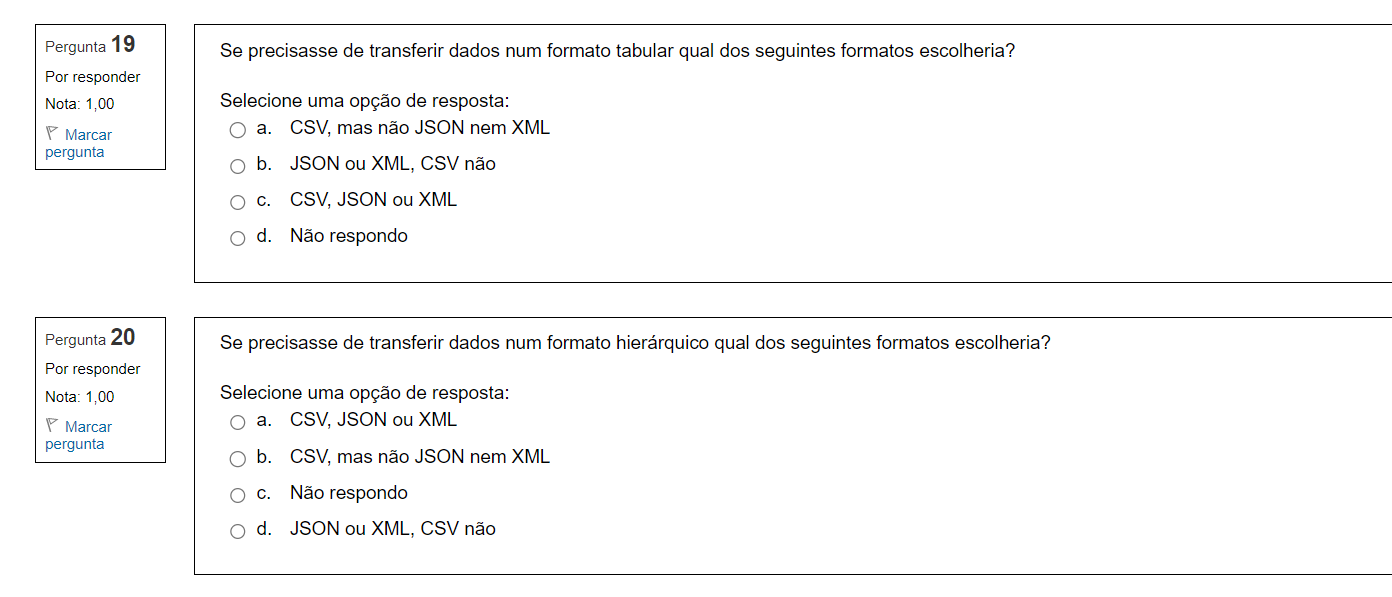 Pergunta 19
Por responder
Nota: 1,00
Marcar
pergunta
Se precisasse de transferir dados num formato tabular qual dos seguintes formatos escolheria?
Selecione uma opção de resposta:
a. CSV, mas não JSON nem XML
b. JSON ou XML, CSV não
c. CSV, JSON ou XML
d. Não respondo
Pergunta 20
Por responder
Nota: 1,00
Marcar
pergunta
Se precisasse de transferir dados num formato hierárquico qual dos seguintes formatos escolheria?
Selecione uma opção de resposta:
a. CSV, JSON ou XML
b. CSV, mas não JSON nem XML
c. Não respondo
d. JSON ou XML, CSV não